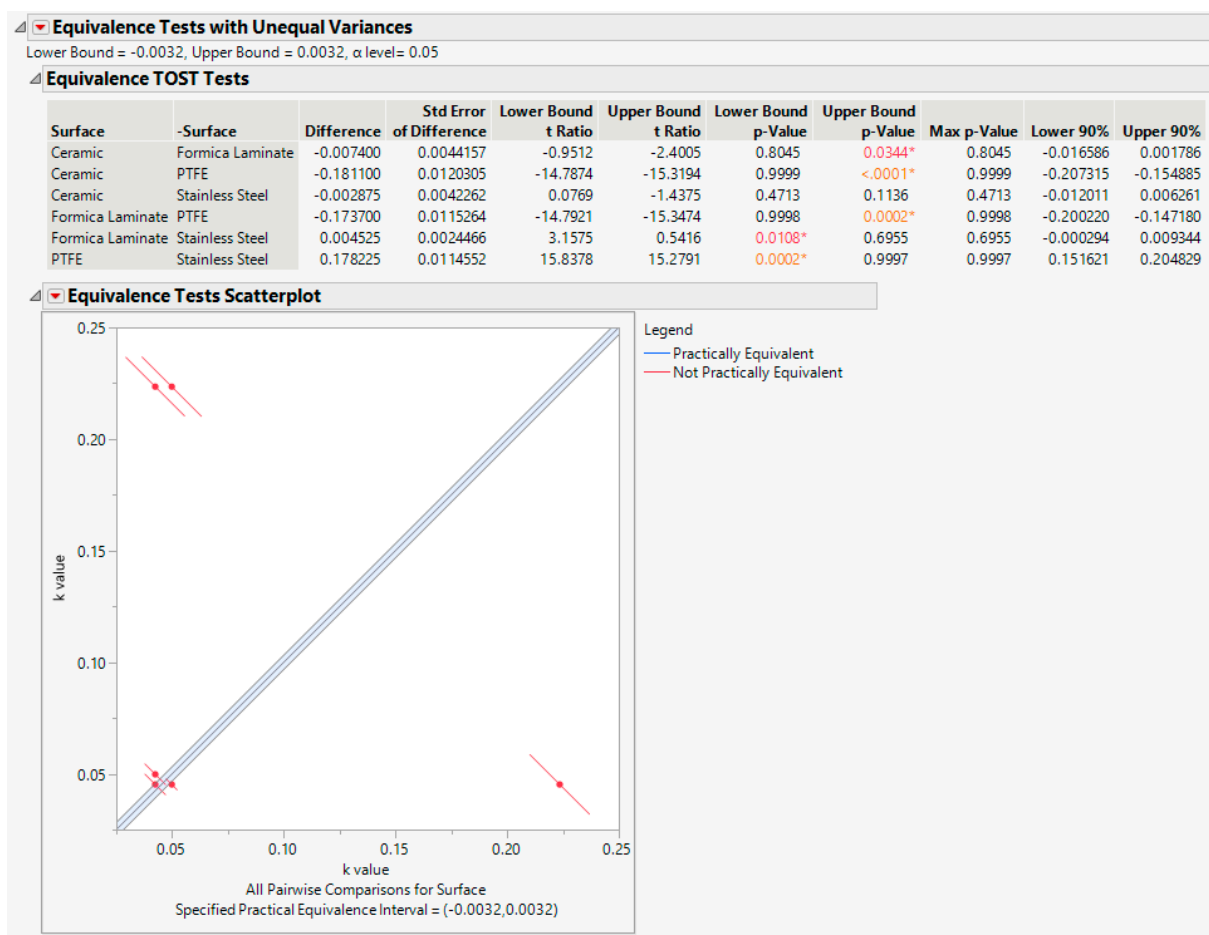 Equivalence Tests with Unequal Variances
Lower Bound = -0.0032, Upper Bound = 0.0032, α level= 0.05
Equivalence TOST Tests
Std Error Lower Bound Upper Bound Lower Bound Upper Bound
Surface -Surface Difference of Difference t Ratio t Ratio p-Value p-Value Max p-Value Lower 90% Upper 90%
Ceramic Formica Laminate -0.007400 0.0044157 -0.9512 -2.4005 0.8045 0.0344* 0.8045 -0.016586 0.001786
Ceramic PTFE -0.181100 0.0120305 -14.7874 -15.3194 0.9999 <.0001* 0.9999 -0.207315 -0.154885
Ceramic Stainless Steel -0.002875 0.0042262 0.0769 -1.4375 0.4713 0.1136 0.4713 -0.012011 0.006261
Formica Laminate PTFE -0.173700 0.0115264 -14.7921 -15.3474 0.9998 0.0002* 0.9998 -0.200220 -0.147180
Formica Laminate Stainless Steel 0.004525 0.0024466 3.1575 0.5416 0.0108* 0.6955 0.6955 -0.000294 0.009344
PTFE Stainless Steel 0.178225 0.0114552 15.8378 15.2791 0.0002* 0.9997 0.9997 0.151621 0.204829
Equivalence Tests Scatterplot
0.25
0.20
0.15
0.10
0.05
k value
0.05 0.10 0.15 0.20 0.25
k value
All Pairwise Comparisons for Surface
Specified Practical Equivalence Interval = (-0.0032,0.0032)
Legend
Practically Equivalent
Not Practically Equivalent